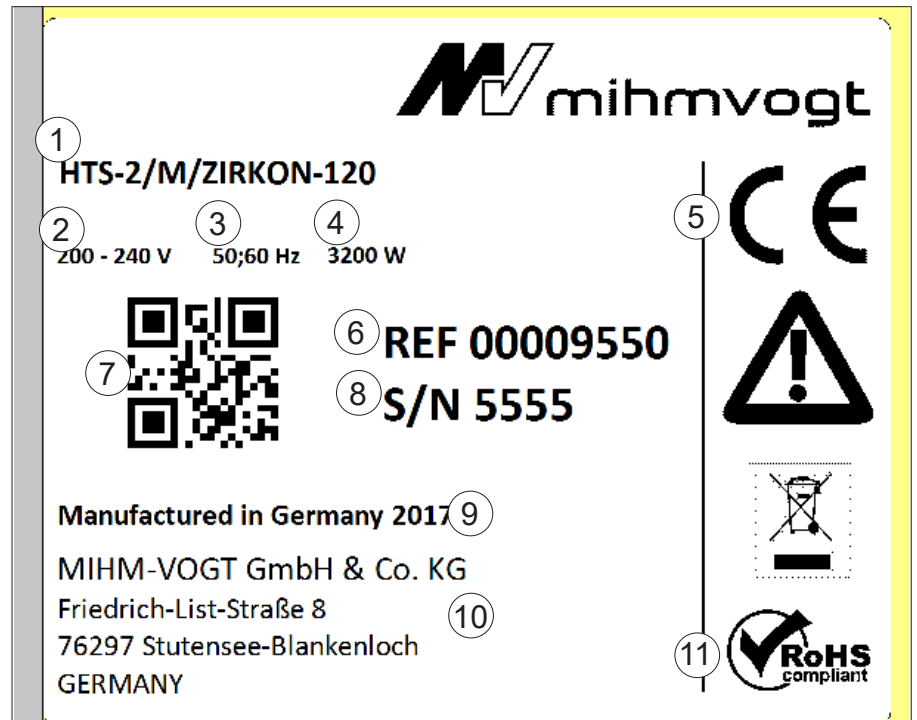 mihmvogt
1
HTS-2/M/ZIRKON-120
2 3 4
200 - 240 V 50;60 Hz 3200 W
5
CE
6 REF 00009550
7
8 S/N 5555
Manufactured in Germany 2017 9
MIHM-VOGT GmbH & Co. KG
Friedrich-List-Straße 8
10
76297 Stutensee-Blankenloch
GERMANY
11
RoHS
compliant